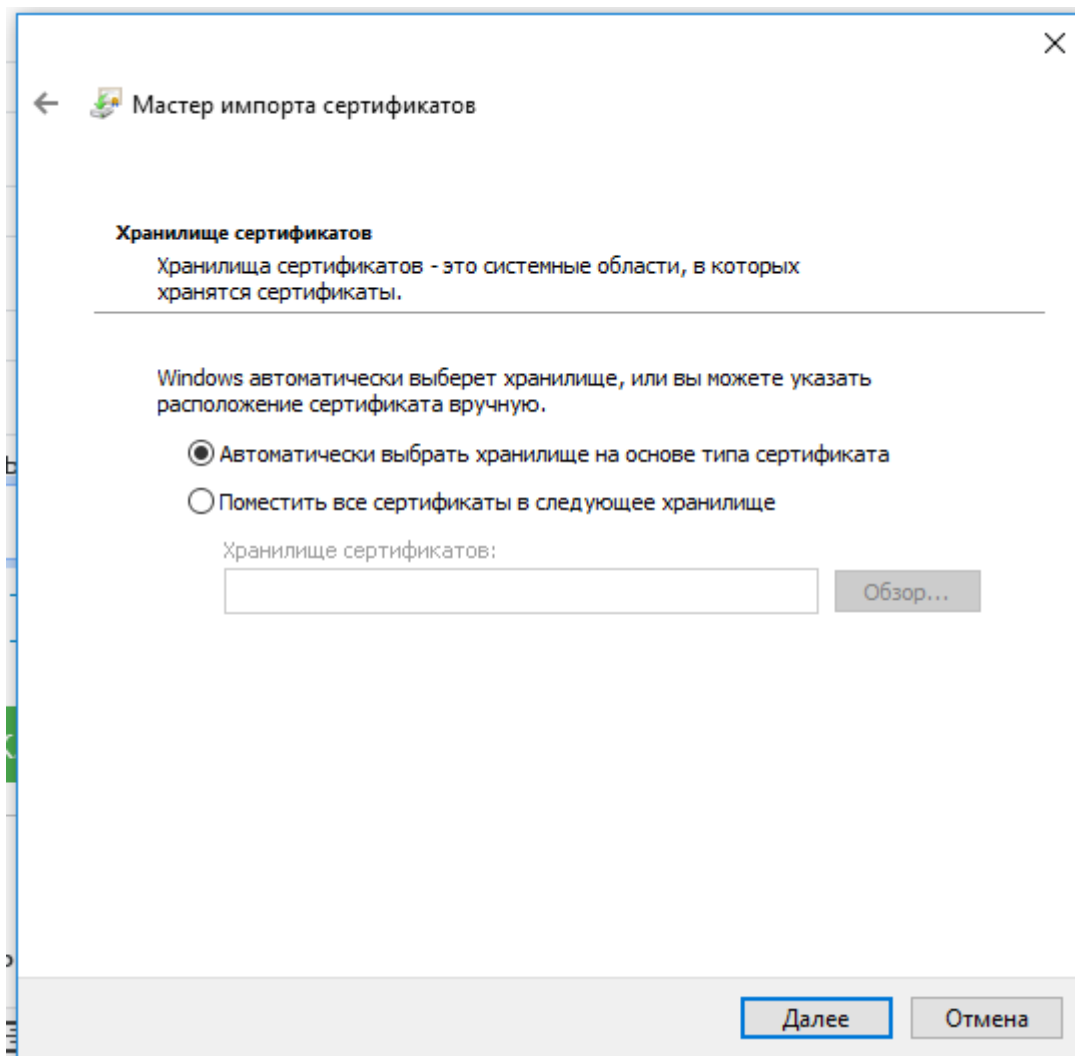 Мастер импорта сертификатов
Хранилище сертификатов
Хранилища сертификатов - это системные области, в которых
хранятся сертификаты.
Windows автоматически выберет хранилище, или вы можете указать
расположение сертификата вручную.
Автоматически выбрать хранилище на основе типа сертификата
Поместить все сертификаты в следующее хранилище
Хранилище сертификатов:
Обзор...
Далее Отмена